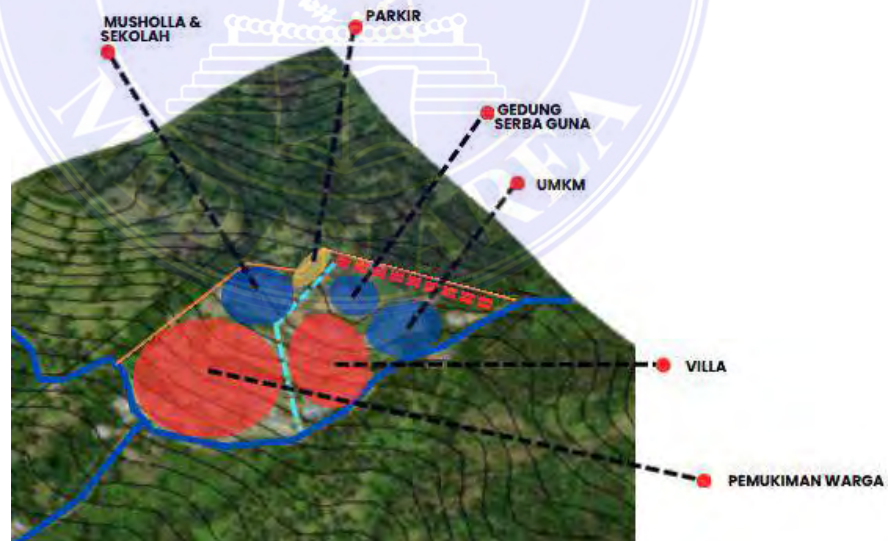 PARKIR
MUSHOLLA &
SEKOLAH
GEDUNG
SERBA GUNA
UMKM
VILLA
PEMUKIMAN WARGA